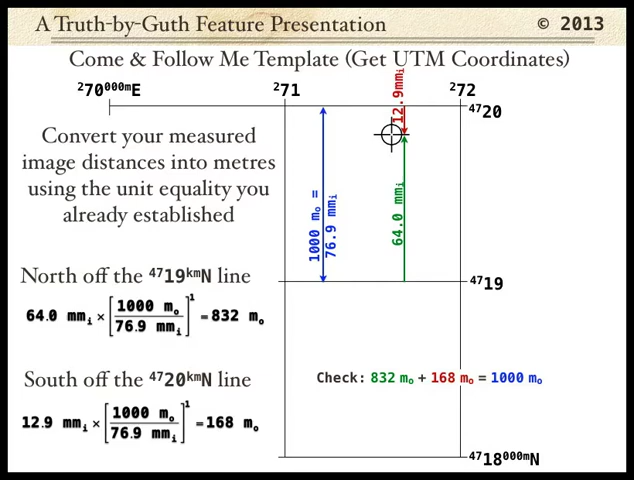 A Truth-by-Guth Feature Presentation © 2013
Come & Follow Me Template (Get UTM Coordinates)
²70⁰⁰⁰ᵐE ²71 ²72
⁴⁷20
12.9mmᵢ
Convert your measured
image distances into metres
using the unit equality you
already established
1000 mₒ =
76.9 mmᵢ
64.0 mmᵢ
North off the ⁴⁷19ᵏᵐN line
⁴⁷19
64.0 mmᵢ × [1000 mₒ / 76.9 mmᵢ]¹ = 832 mₒ
South off the ⁴⁷20ᵏᵐN line
Check: 832 mₒ + 168 mₒ = 1000 mₒ
12.9 mmᵢ × [1000 mₒ / 76.9 mmᵢ]¹ = 168 mₒ
⁴⁷18⁰⁰⁰ᵐN